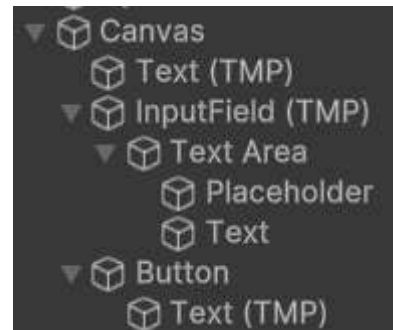 Canvas
Text (TMP)
InputField (TMP)
Text Area
Placeholder
Text
Button
Text (TMP)